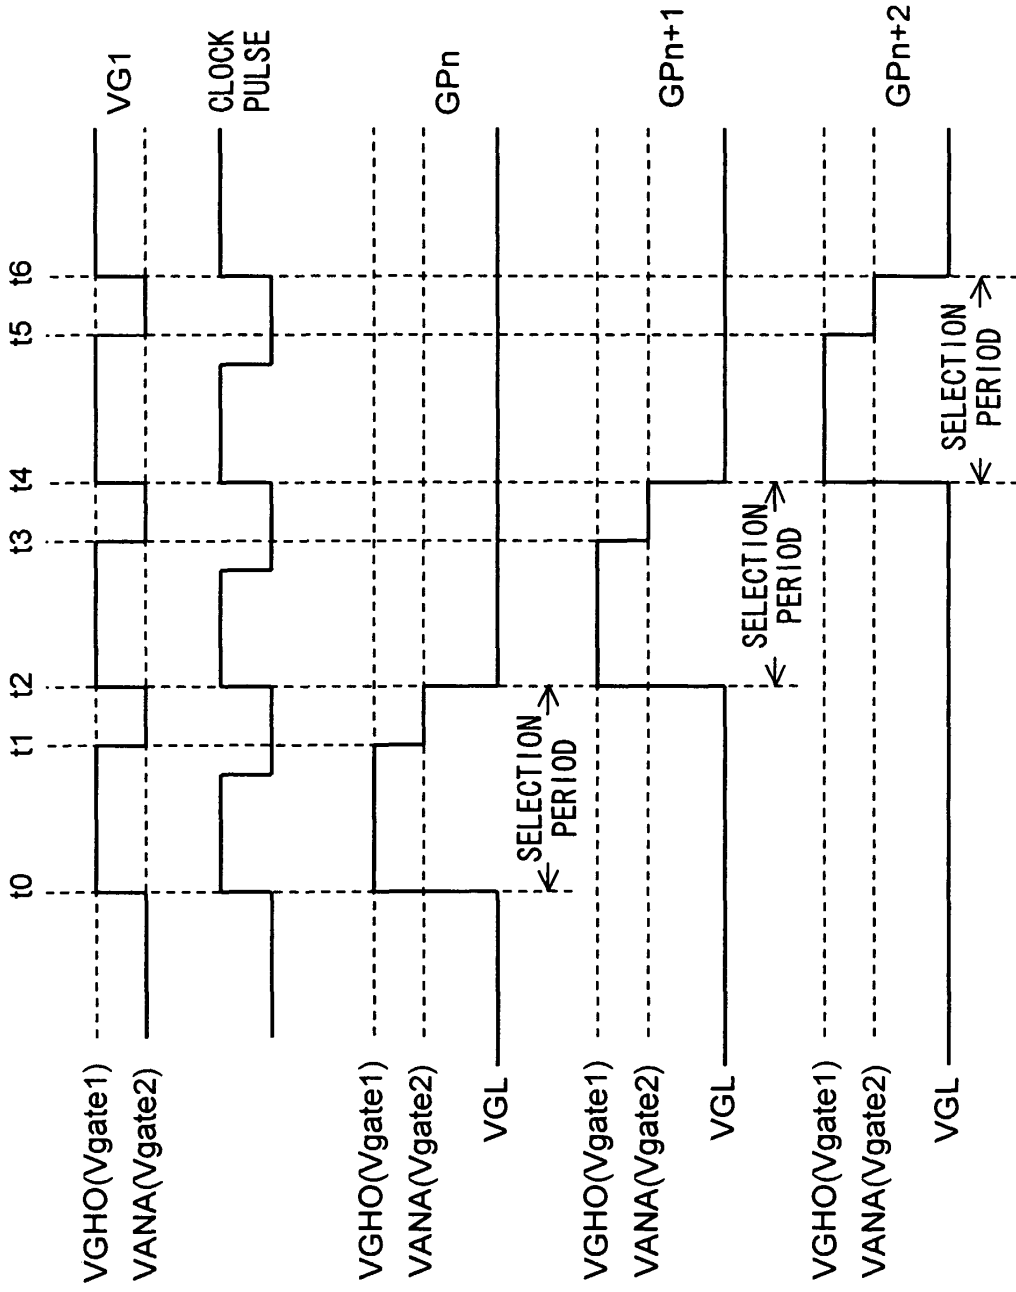 t0
t1
t2
t3
t4
t5
t6
VGHO(Vgate1)
VANA(Vgate2)
VG1
CLOCK
PULSE
VGHO(Vgate1)
VANA(Vgate2)
VGL
GPn
SELECTION
PERIOD
VGHO(Vgate1)
VANA(Vgate2)
VGL
GPn+1
SELECTION
PERIOD
VGHO(Vgate1)
VANA(Vgate2)
VGL
GPn+2
SELECTION
PERIOD